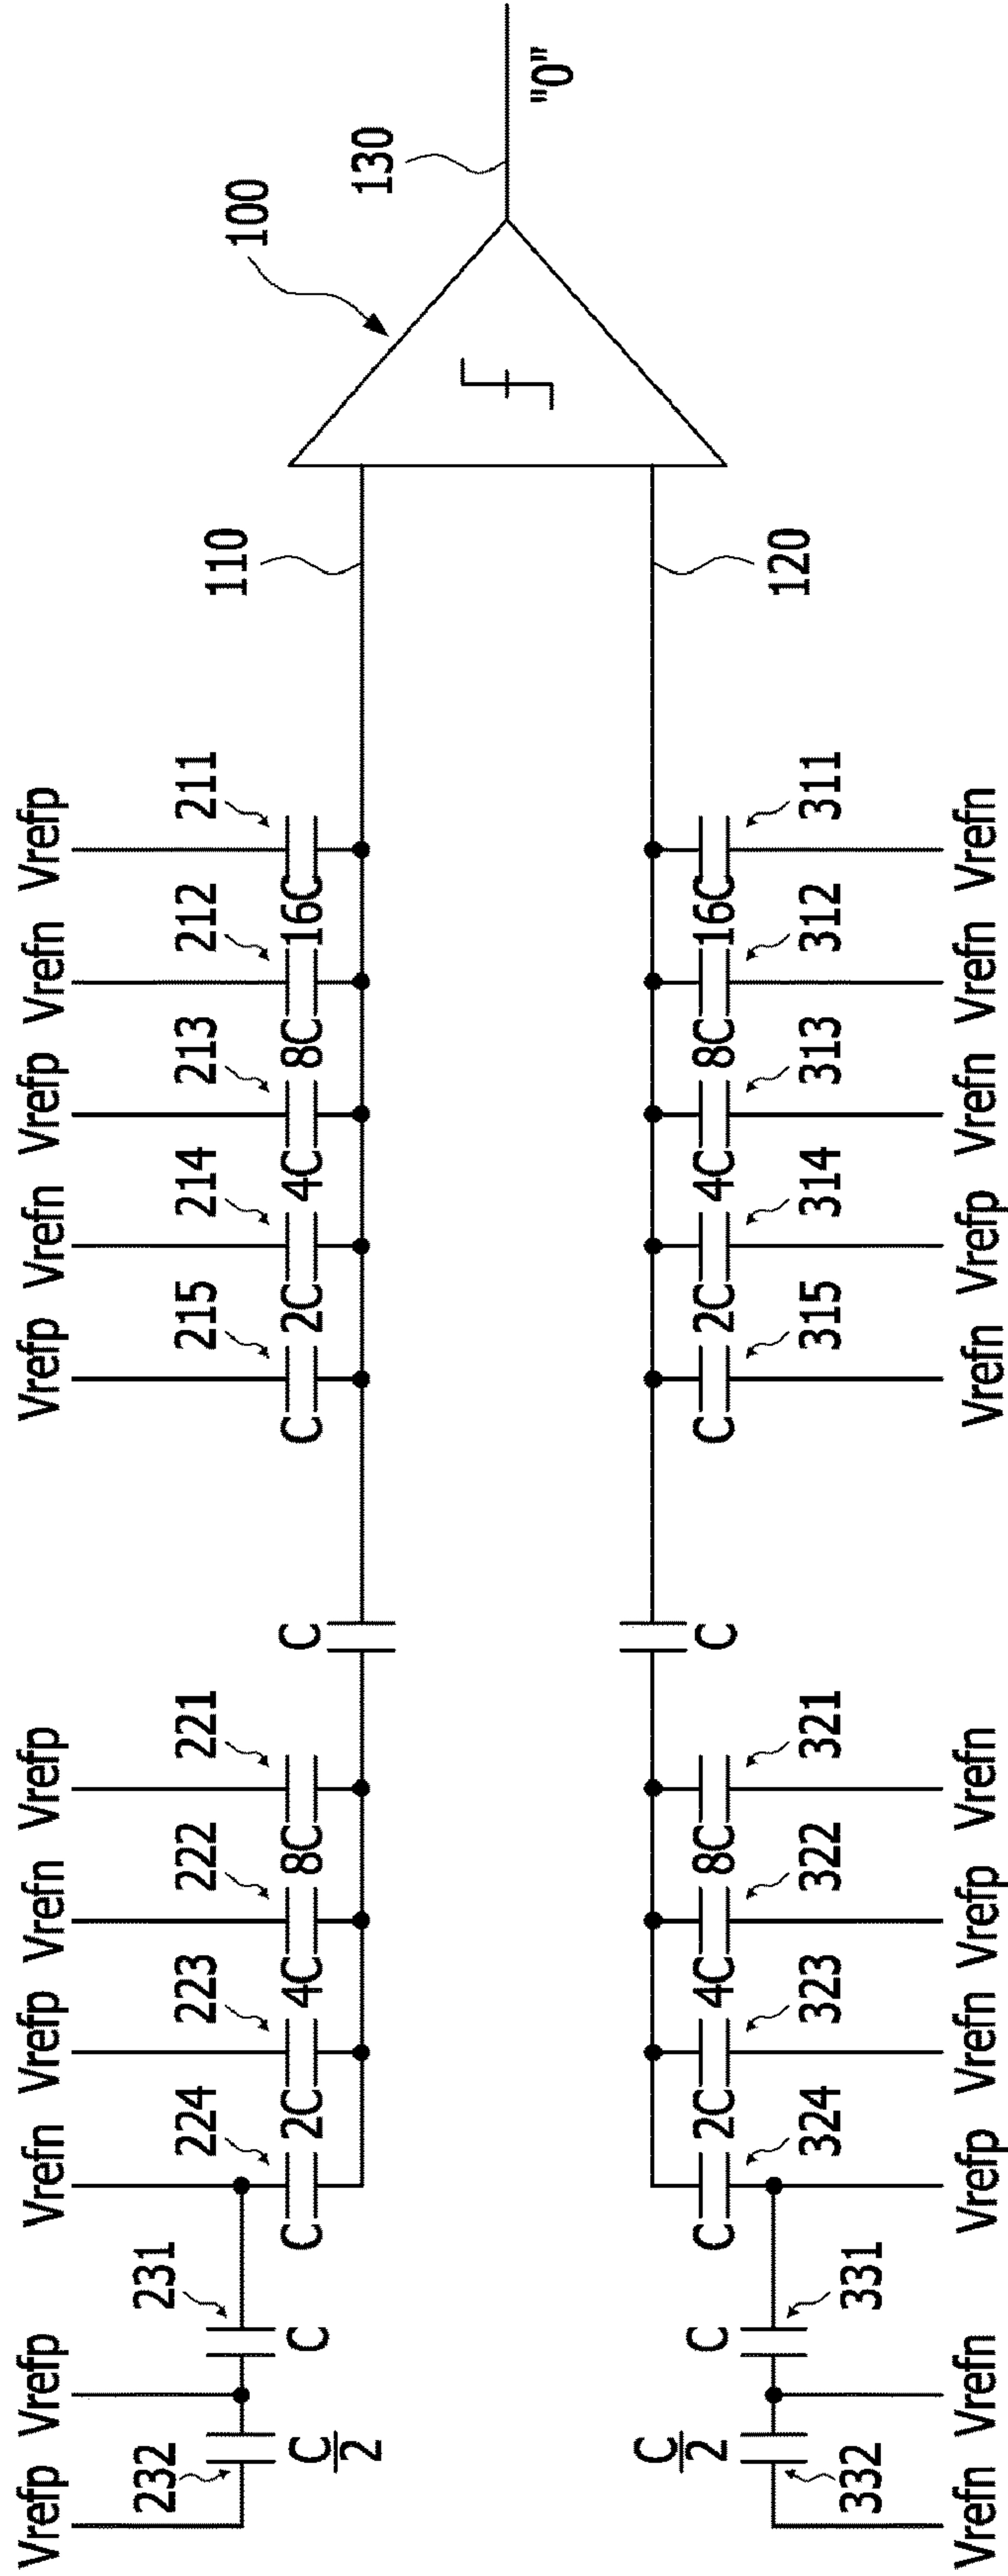 Vrefp Vrefp Vrefn Vrefp Vrefn Vrefp Vrefp Vrefn Vrefp Vrefn Vrefp
232 231 224 223 222 221 215 214 213 212 211 110 100
C 2C 4C 8C C C 2C 4C 8C 16C
C/2 C
130
"0"
C/2 C
C 2C 4C 8C C C 2C 4C 8C 16C
332 331 324 323 322 321 315 314 313 312 311 120
Vrefn Vrefn Vrefp Vrefn Vrefp Vrefn Vrefn Vrefp Vrefn Vrefn Vrefn